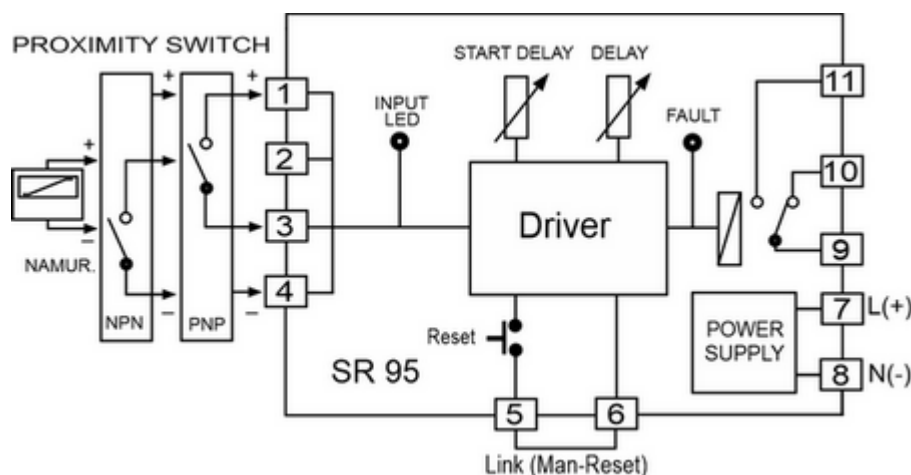 PROXIMITY SWITCH
START DELAY
DELAY
INPUT
LED
FAULT
+
+
+
+
1
2
3
4
11
10
9
7
8
L(+)
N(-)
Driver
POWER
SUPPLY
NAMUR.
NPN
PNP
–
–
–
Reset
SR 95
5
6
Link (Man-Reset)